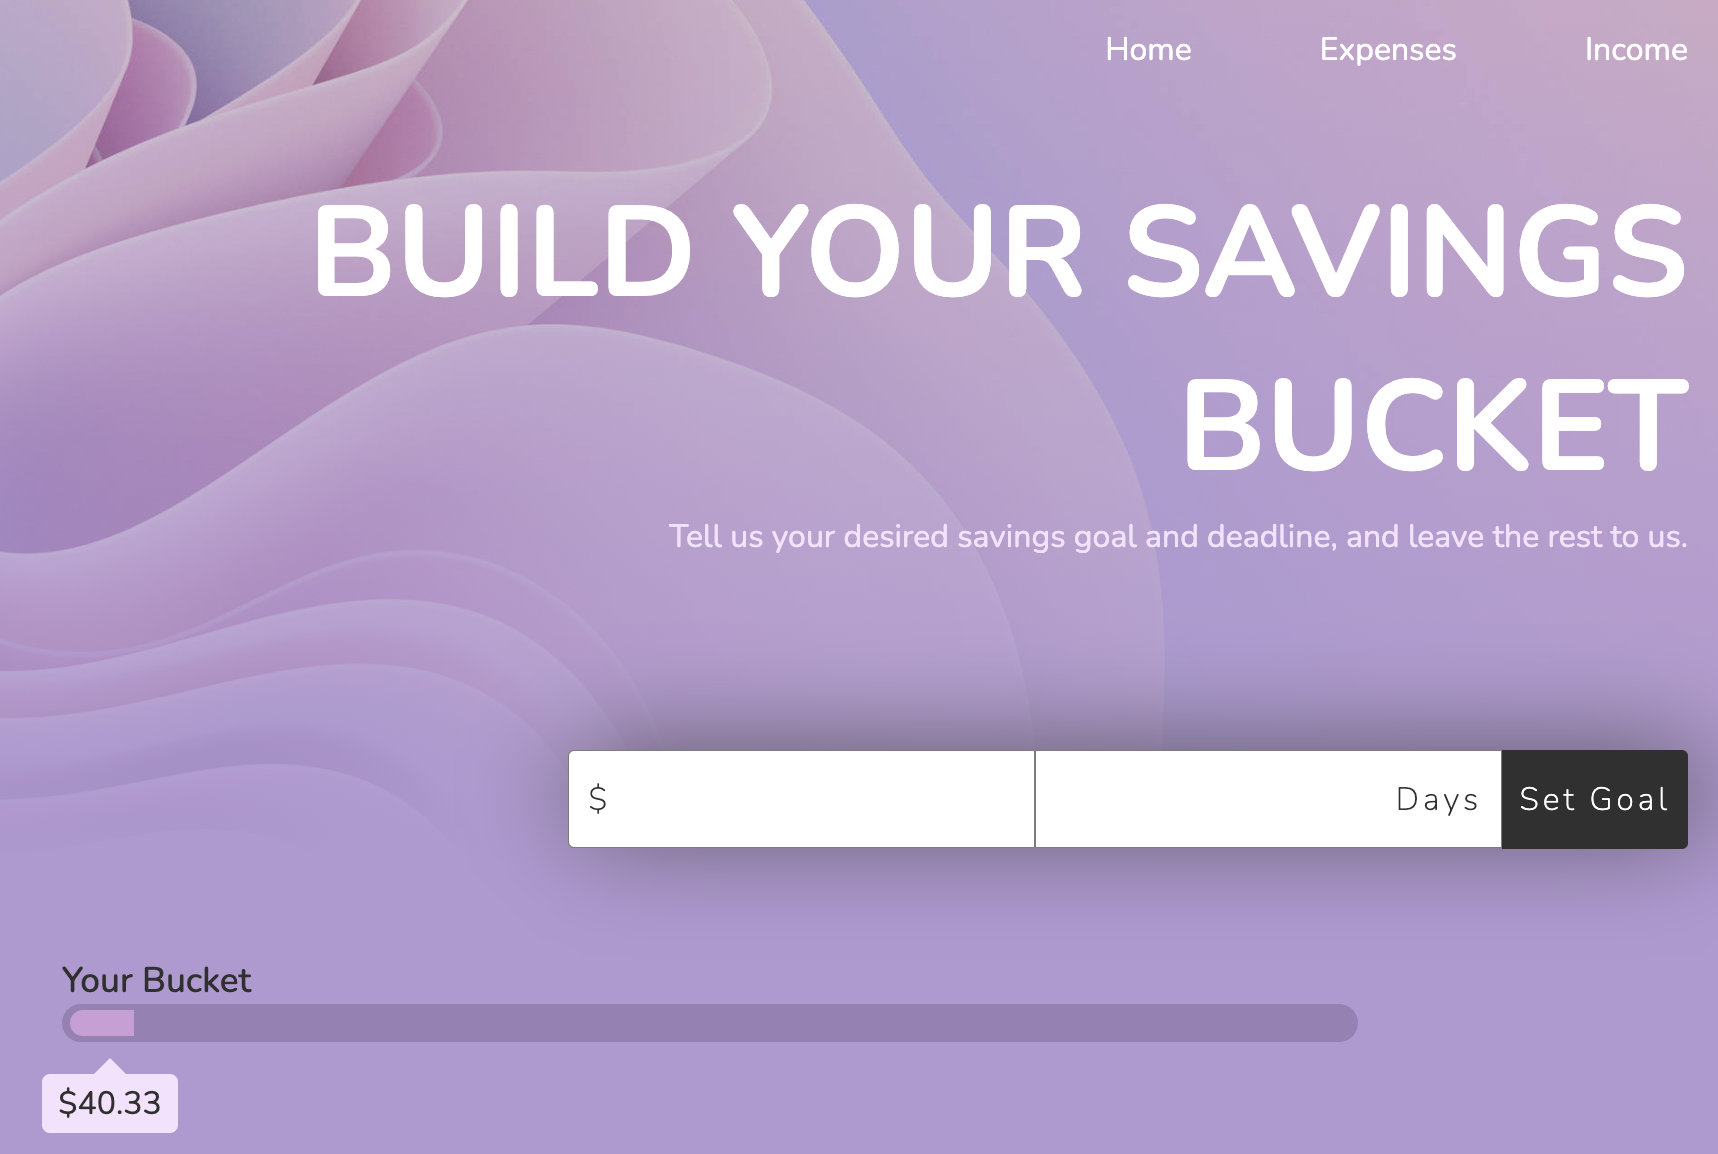 Home Expenses Income
BUILD YOUR SAVINGS
BUCKET
Tell us your desired savings goal and deadline, and leave the rest to us.
$ Days Set Goal
Your Bucket
$40.33